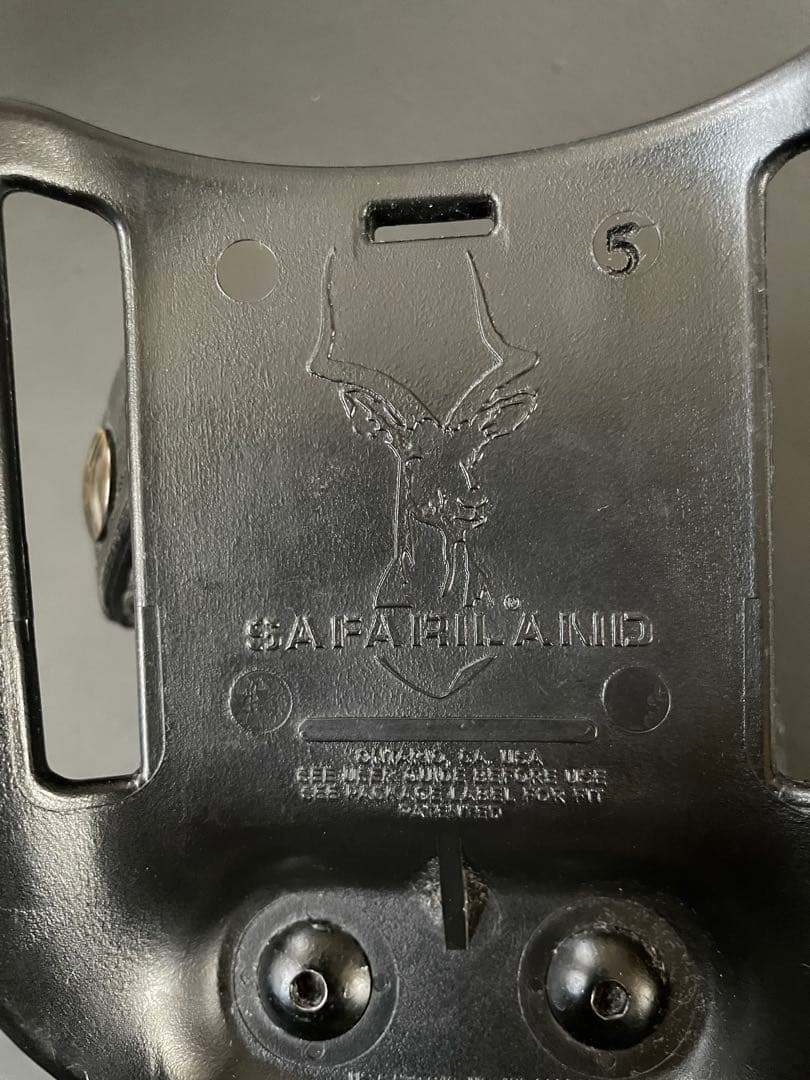 5
SAFARILAND®
ONTARIO, CA. USA
SEE USER GUIDE BEFORE USE
SEE PACKAGE LABEL FOR FIT
PATENTED